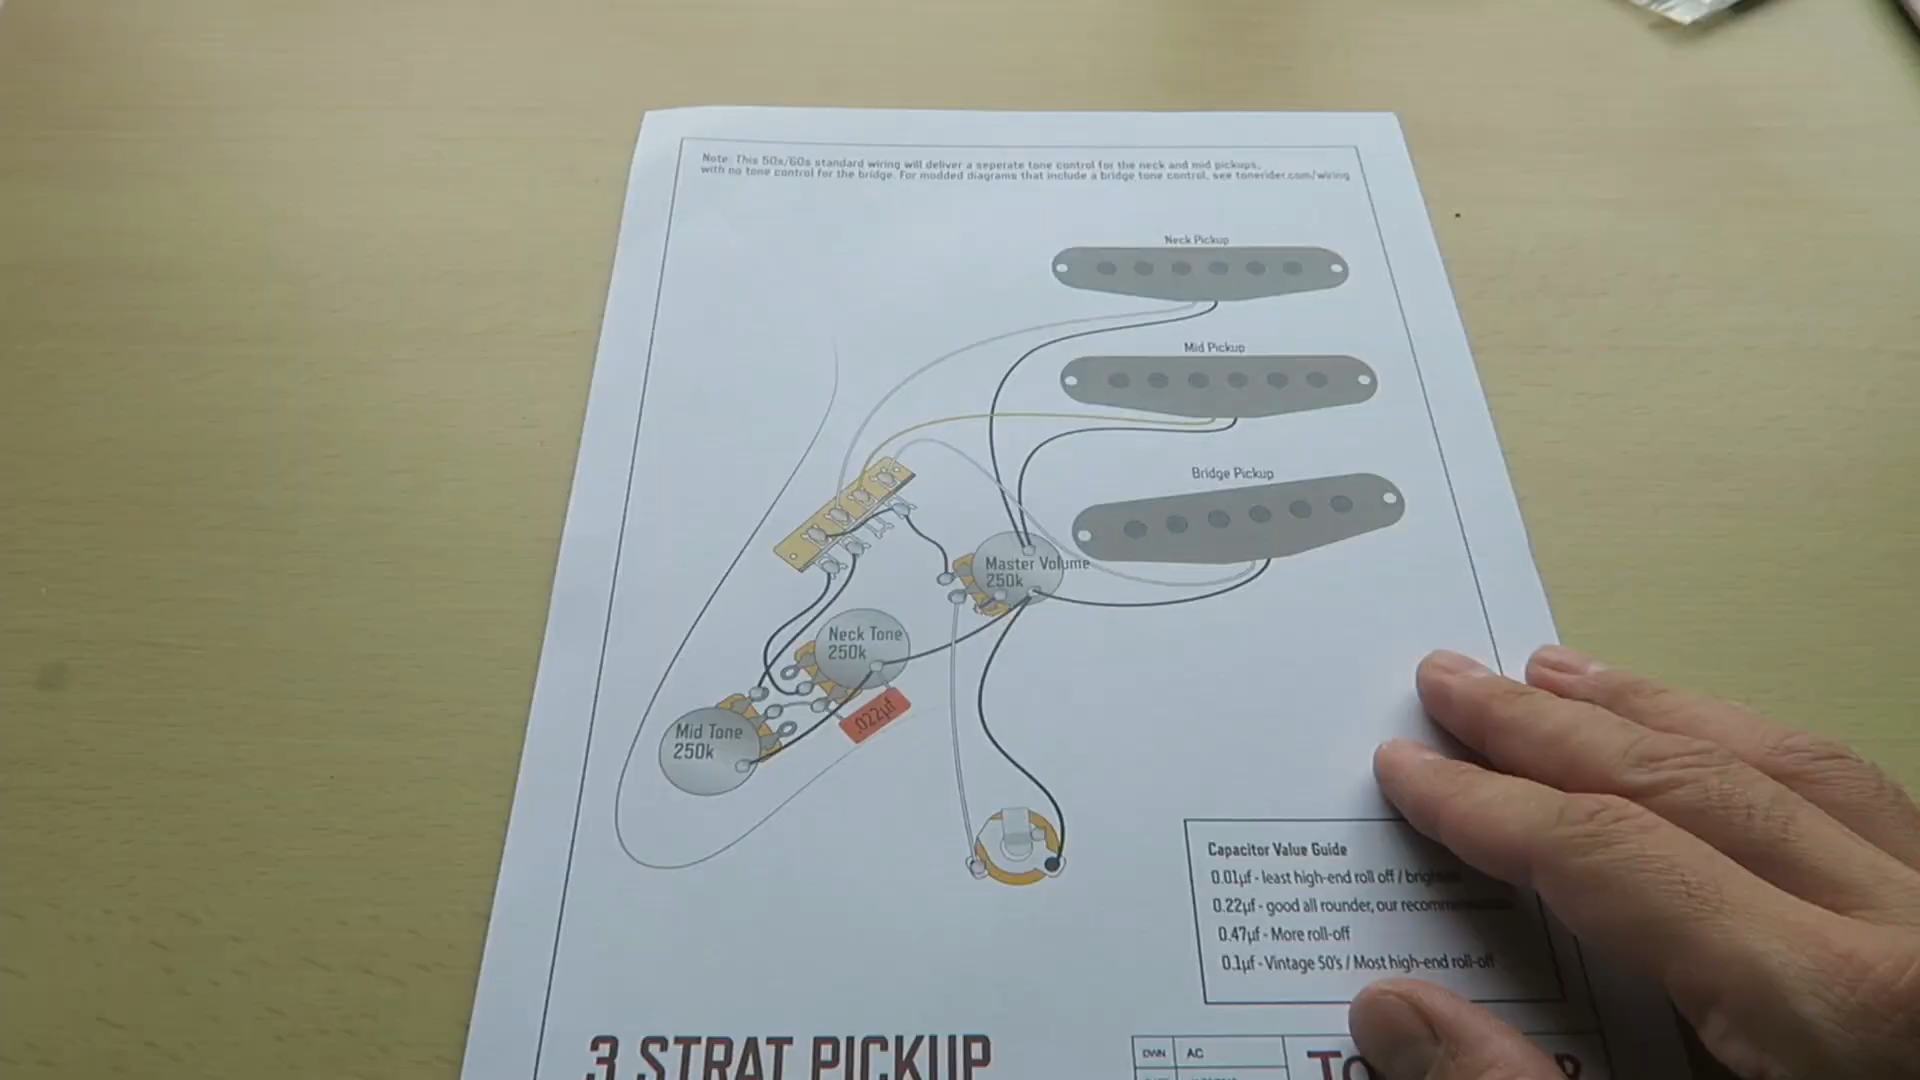 Note: This 50s/60s standard wiring will deliver a seperate tone control for the neck and mid pickups,
with no tone control for the bridge. For modded diagrams that include a bridge tone control, see tonerider.com/wiring
Neck Pickup
Mid Pickup
Bridge Pickup
Master Volume
250k
Neck Tone
250k
.022µf
Mid Tone
250k
Capacitor Value Guide
0.01µf - least high-end roll off /
0.22µf - good all rounder, our
0.47µf - More roll-off
0.1µf - Vintage 50's / Most high-end roll-off
3 STRAT PICKUP
DWN AC